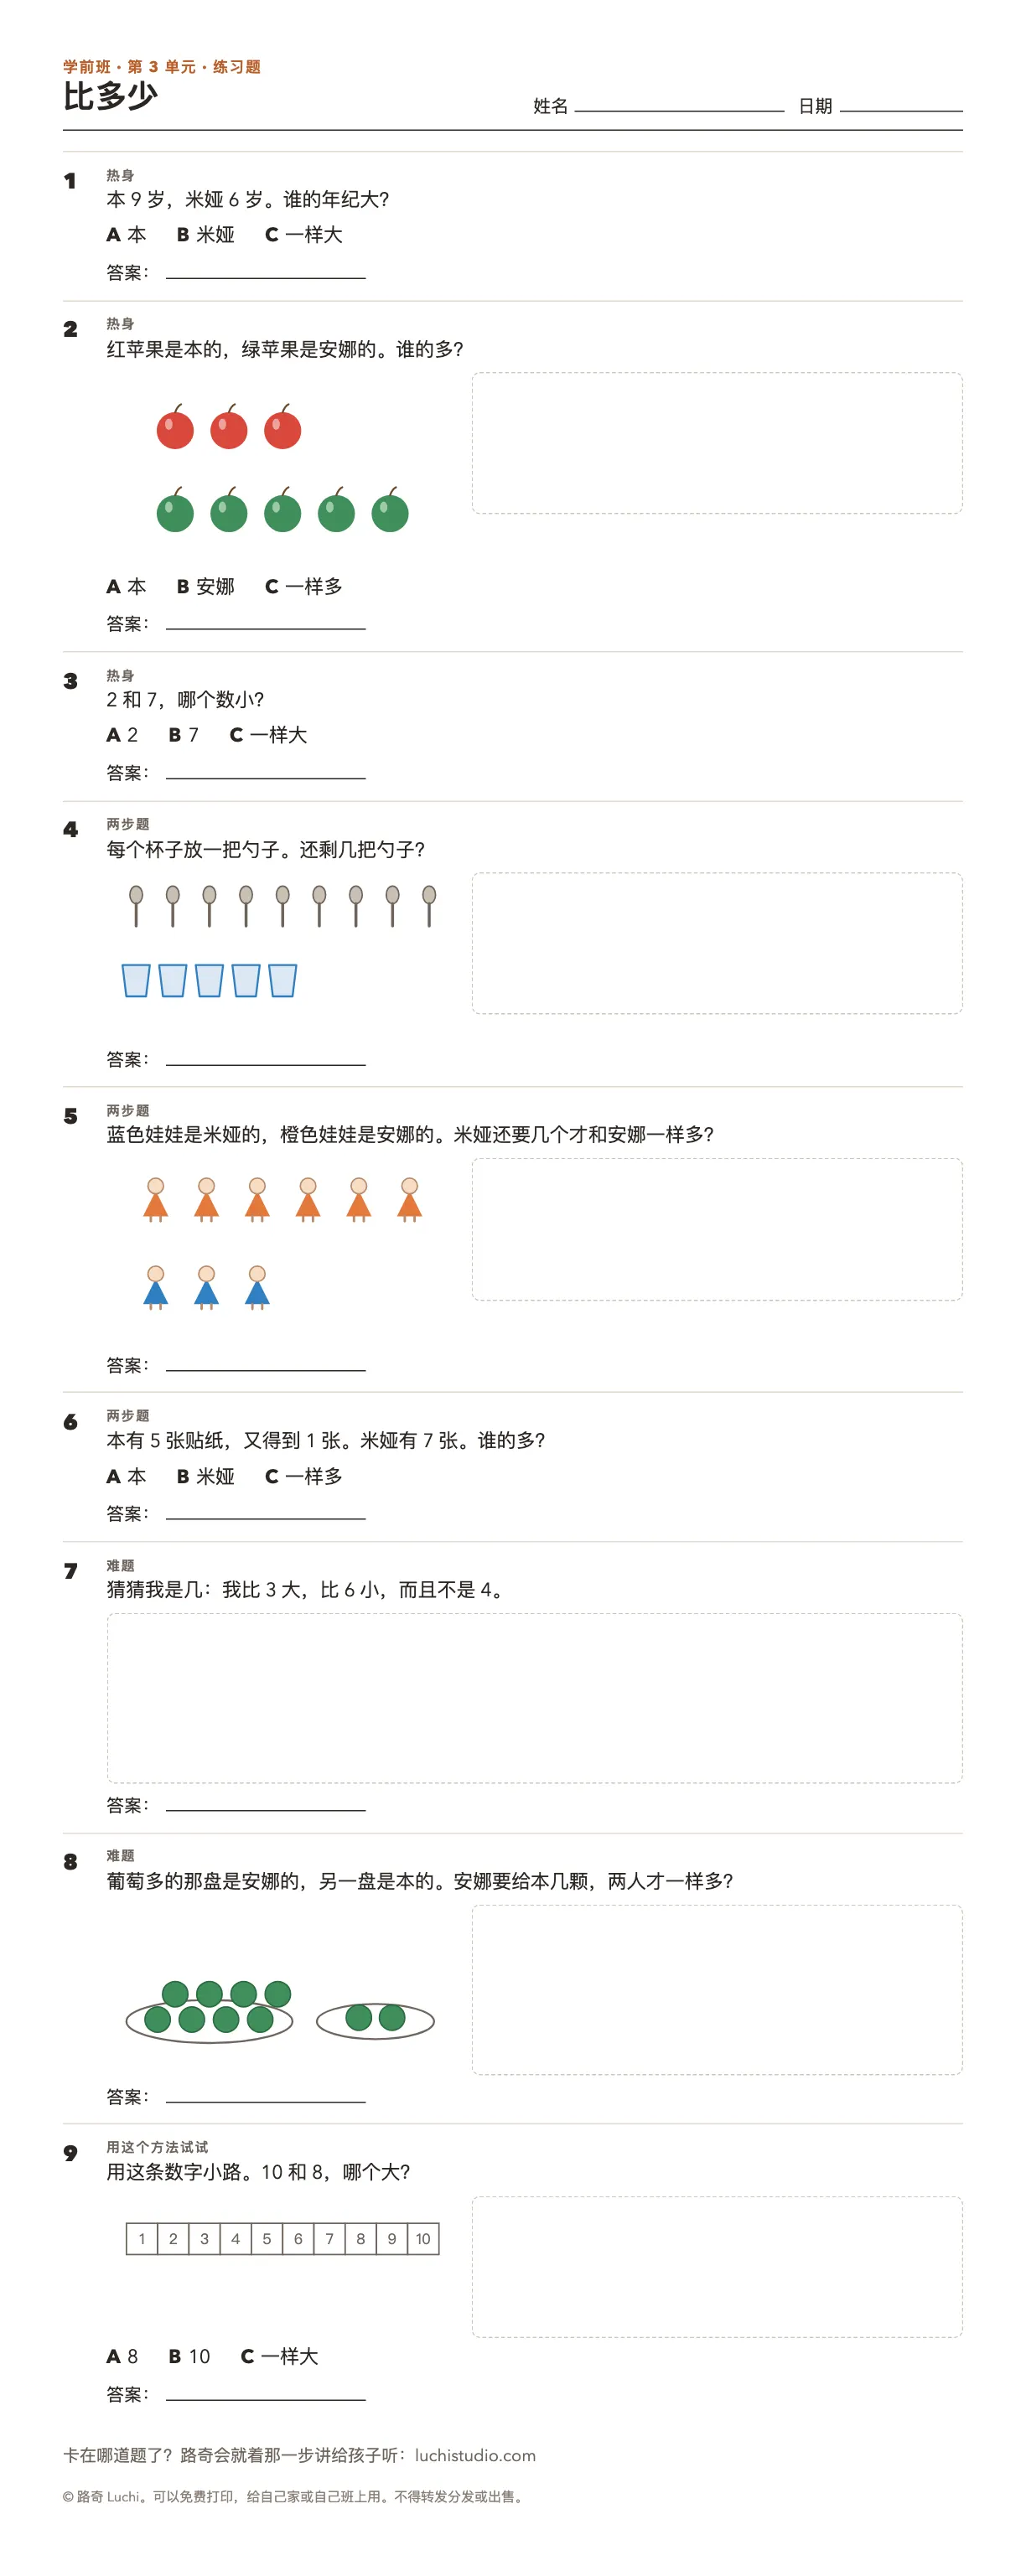 学前班 · 第 3 单元 · 练习题
比多少
姓名 日期
1
热身
本 9 岁，米娅 6 岁。谁的年纪大？
A 本 B 米娅 C 一样大
答案：
2
热身
红苹果是本的，绿苹果是安娜的。谁的多？
A 本 B 安娜 C 一样多
答案：
3
热身
2 和 7，哪个数小？
A 2 B 7 C 一样大
答案：
4
两步题
每个杯子放一把勺子。还剩几把勺子？
答案：
5
两步题
蓝色娃娃是米娅的，橙色娃娃是安娜的。米娅还要几个才和安娜一样多？
答案：
6
两步题
本有 5 张贴纸，又得到 1 张。米娅有 7 张。谁的多？
A 本 B 米娅 C 一样多
答案：
7
难题
猜猜我是几：我比 3 大，比 6 小，而且不是 4。
答案：
8
难题
葡萄多的那盘是安娜的，另一盘是本的。安娜要给本几颗，两人才一样多？
答案：
9
用这个方法试试
用这条数字小路。10 和 8，哪个大？
1 2 3 4 5 6 7 8 9 10
A 8 B 10 C 一样大
答案：
卡在哪道题了？路奇会就着那一步讲给孩子听：luchistudio.com
© 路奇 Luchi。可以免费打印，给自己家或自己班上用。不得转发分发或出售。